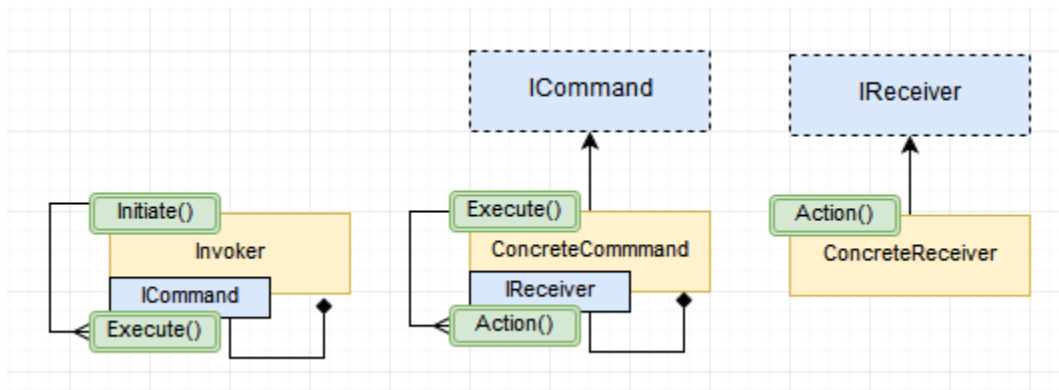 ICommand
IReceiver
Initiate()
Invoker
ICommand
Execute()
Execute()
ConcreteCommmand
IReceiver
Action()
Action()
ConcreteReceiver